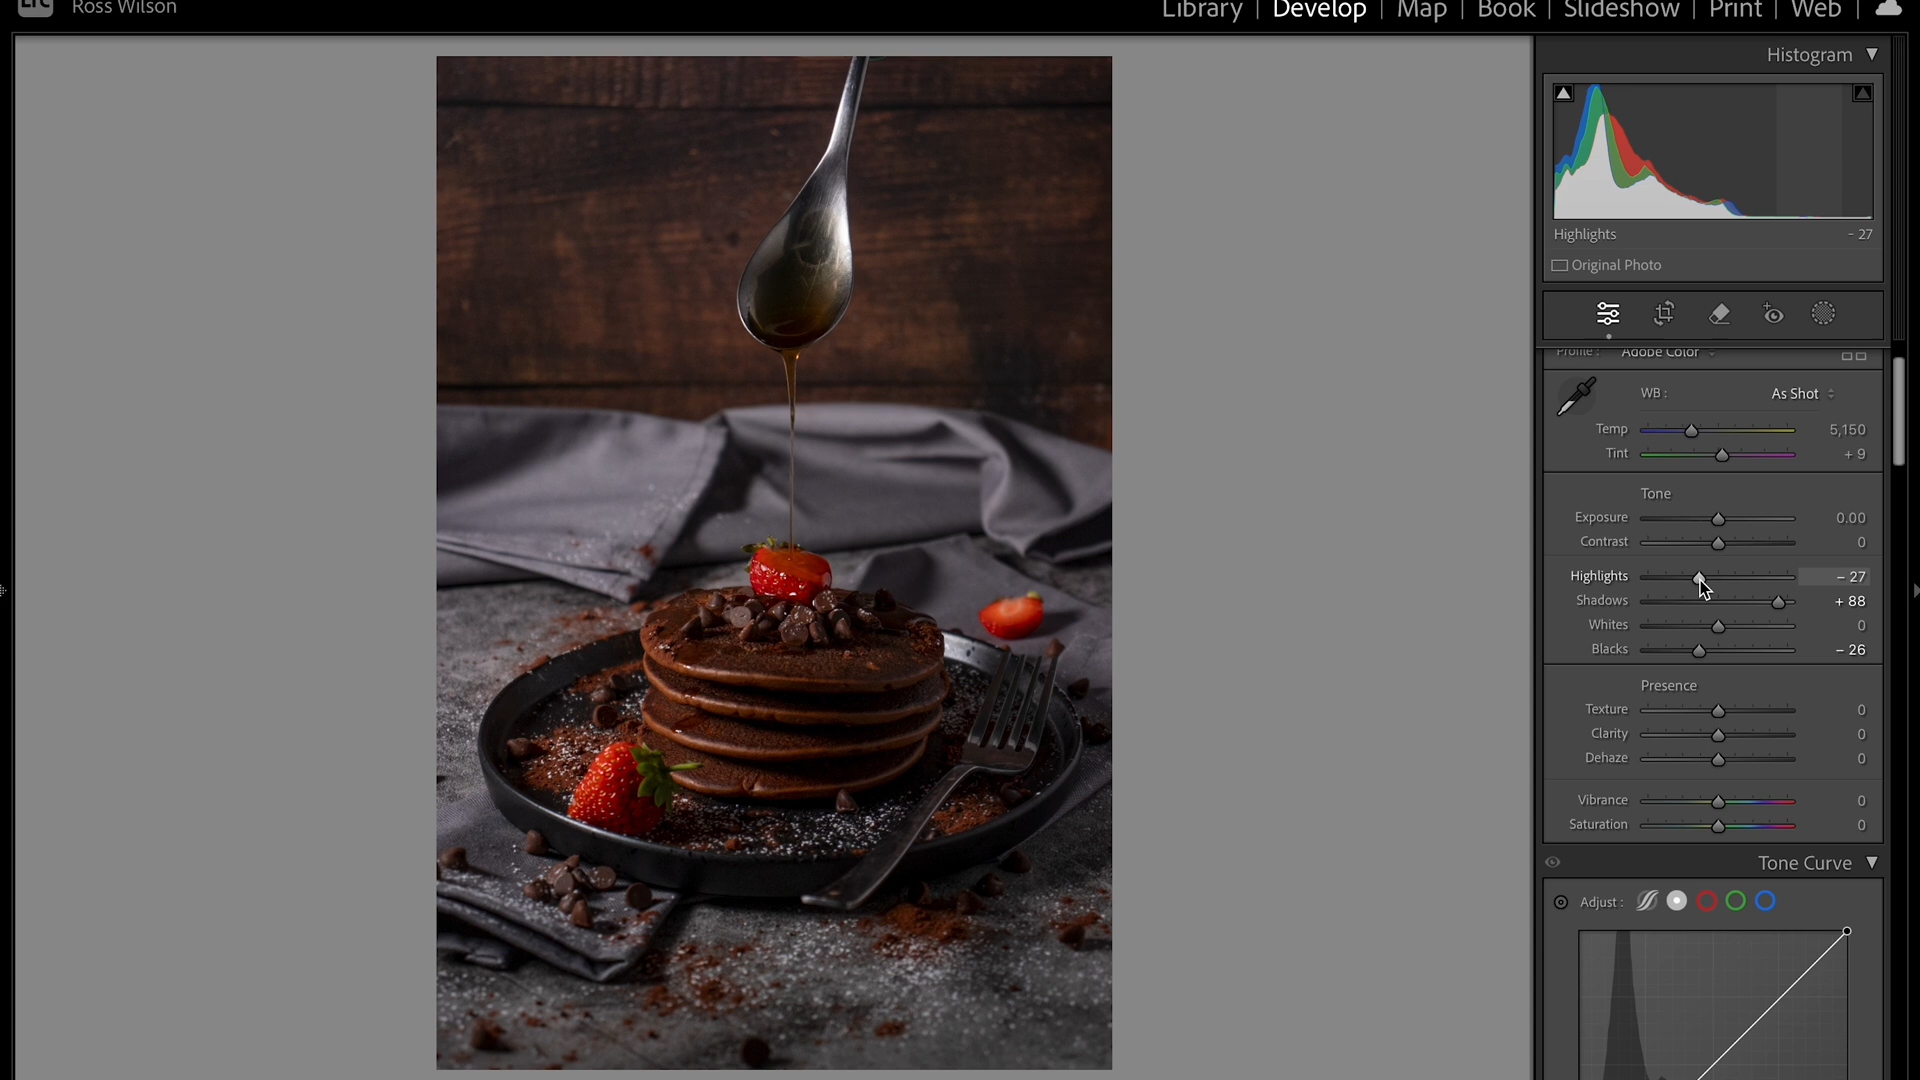 LrC Ross Wilson
Library | Develop | Map | Book | Slideshow | Print | Web |
Histogram
Highlights - 27
Original Photo
Profile : Adobe Color
WB : As Shot
Temp 5,150
Tint + 9
Tone
Exposure 0.00
Contrast 0
Highlights - 27
Shadows + 88
Whites 0
Blacks - 26
Presence
Texture 0
Clarity 0
Dehaze 0
Vibrance 0
Saturation 0
Tone Curve
Adjust :